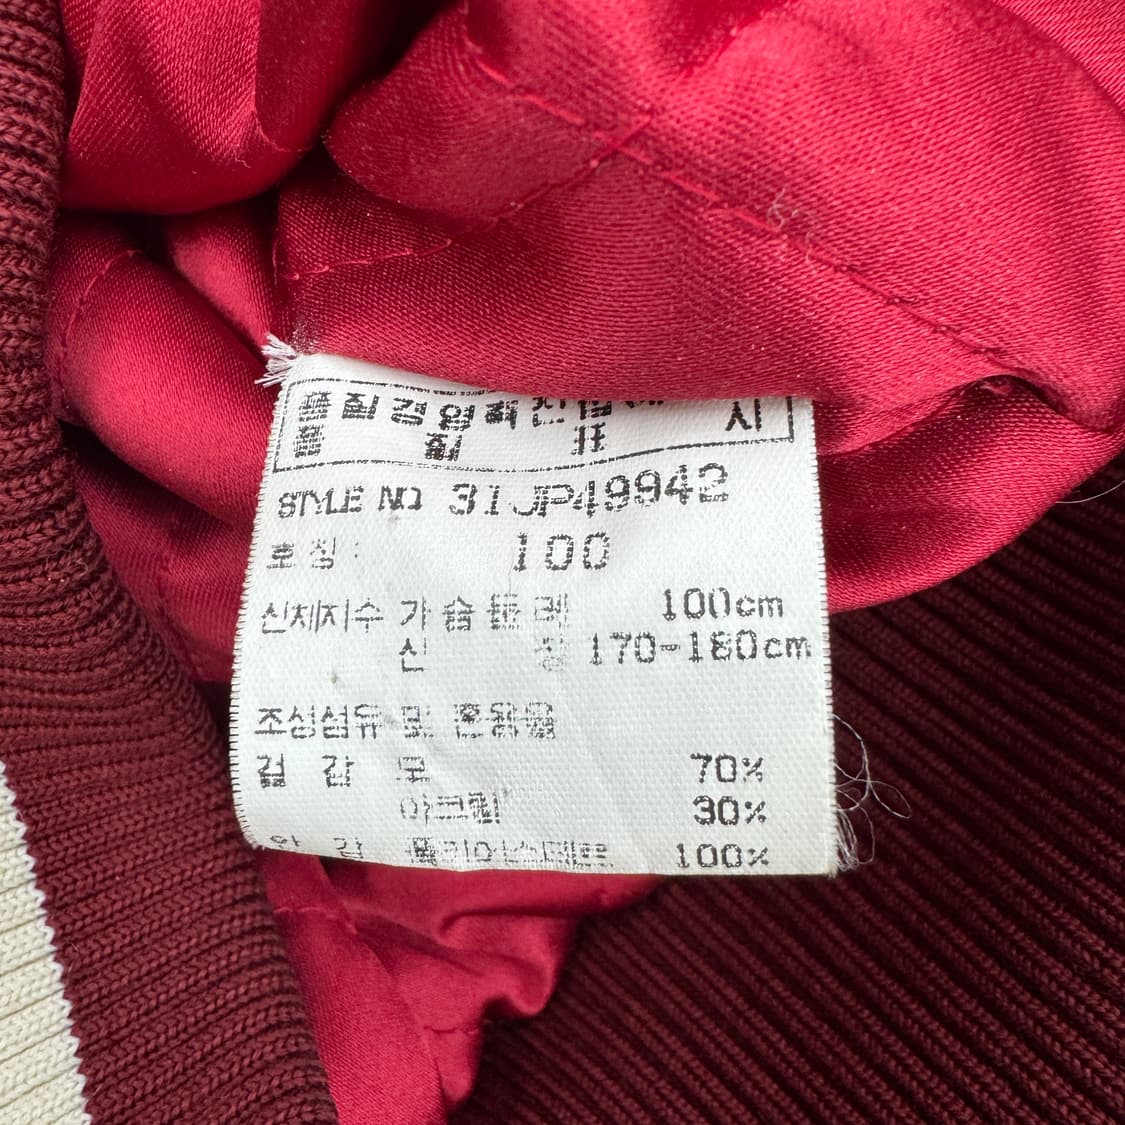 STYLE NO 31JP49942
호칭: 100
신체지수 가슴둘레 100cm
신장 170-180cm
조성섬유 및 혼용율
겉감 모 70%
아크릴 30%
안감 폴리에스테르 100%